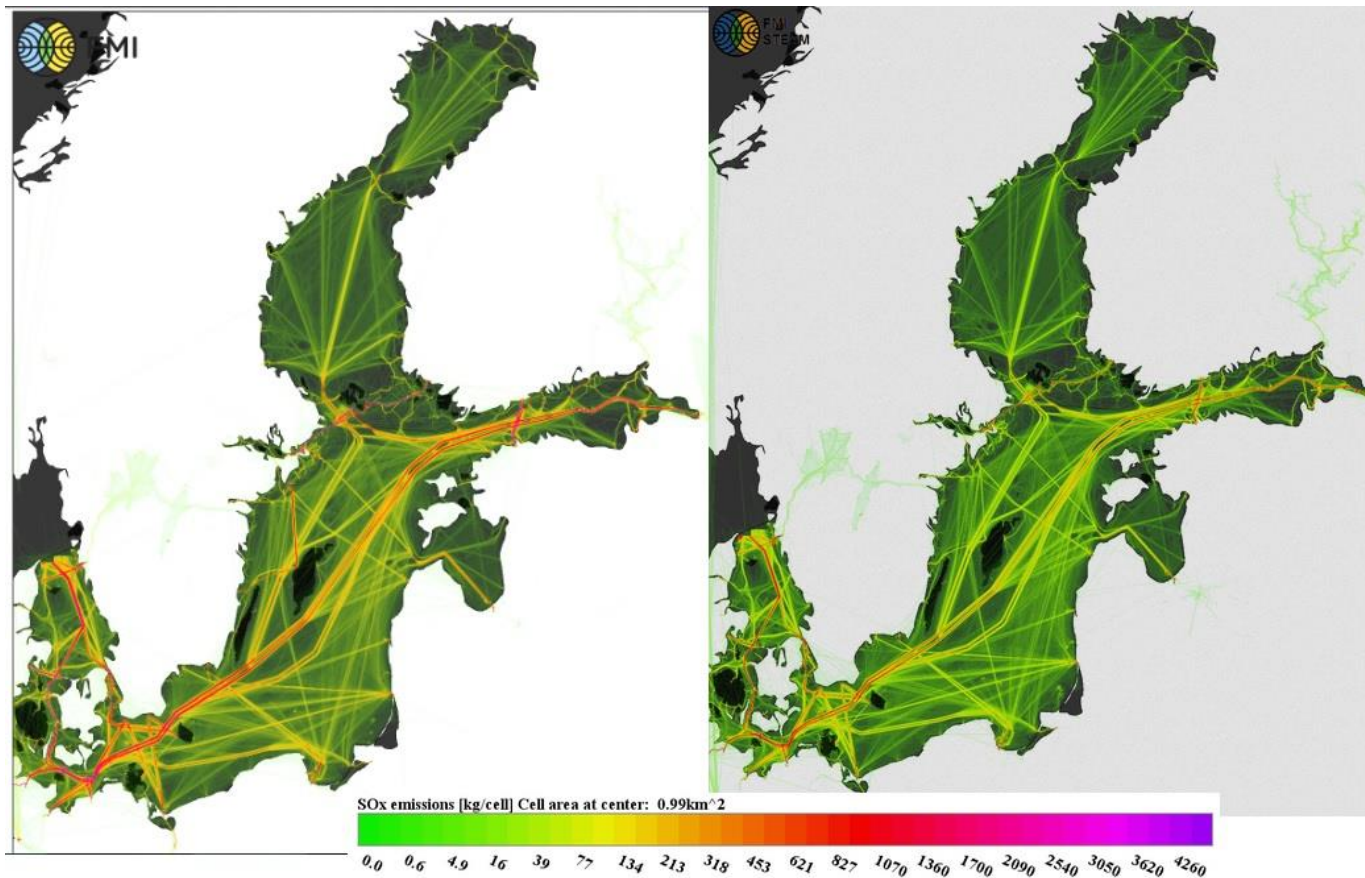 FMI
FMI
STEAM
SOx emissions [kg/cell] Cell area at center: 0.99km^2
0.0 0.6 4.9 16 39 77 134 213 318 453 621 827 1070 1360 1700 2090 2540 3050 3620 4260